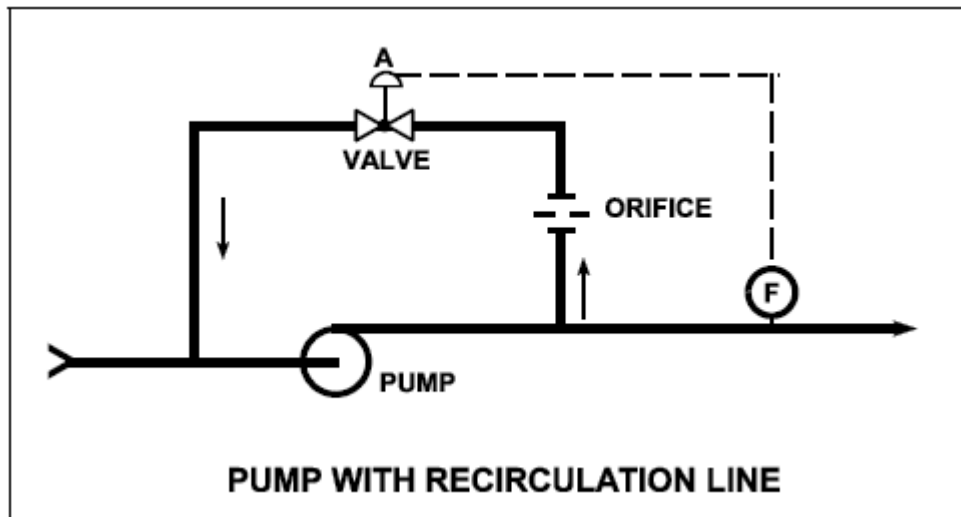 A
VALVE
ORIFICE
F
PUMP
PUMP WITH RECIRCULATION LINE